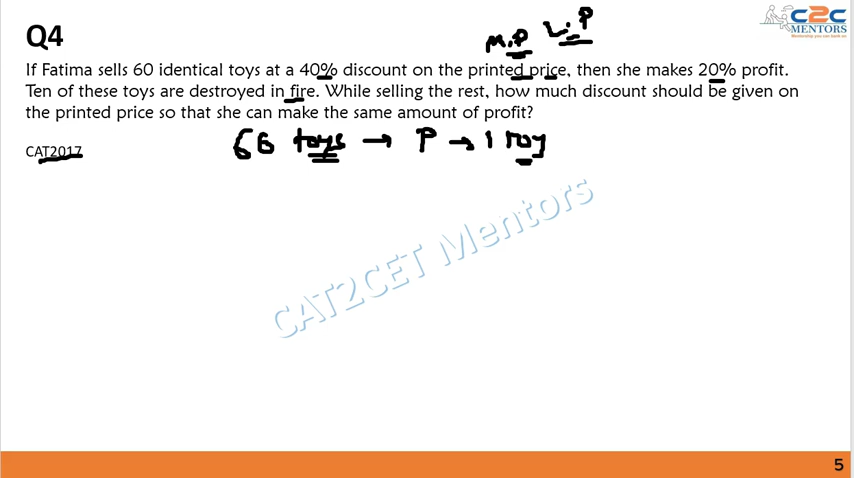 C2C
MENTORS
Q4
M.P L.P
If Fatima sells 60 identical toys at a 40% discount on the printed price, then she makes 20% profit.
Ten of these toys are destroyed in fire. While selling the rest, how much discount should be given on
the printed price so that she can make the same amount of profit?
CAT2017
60 toys → P → 1 toy
CAT2CET Mentors
5